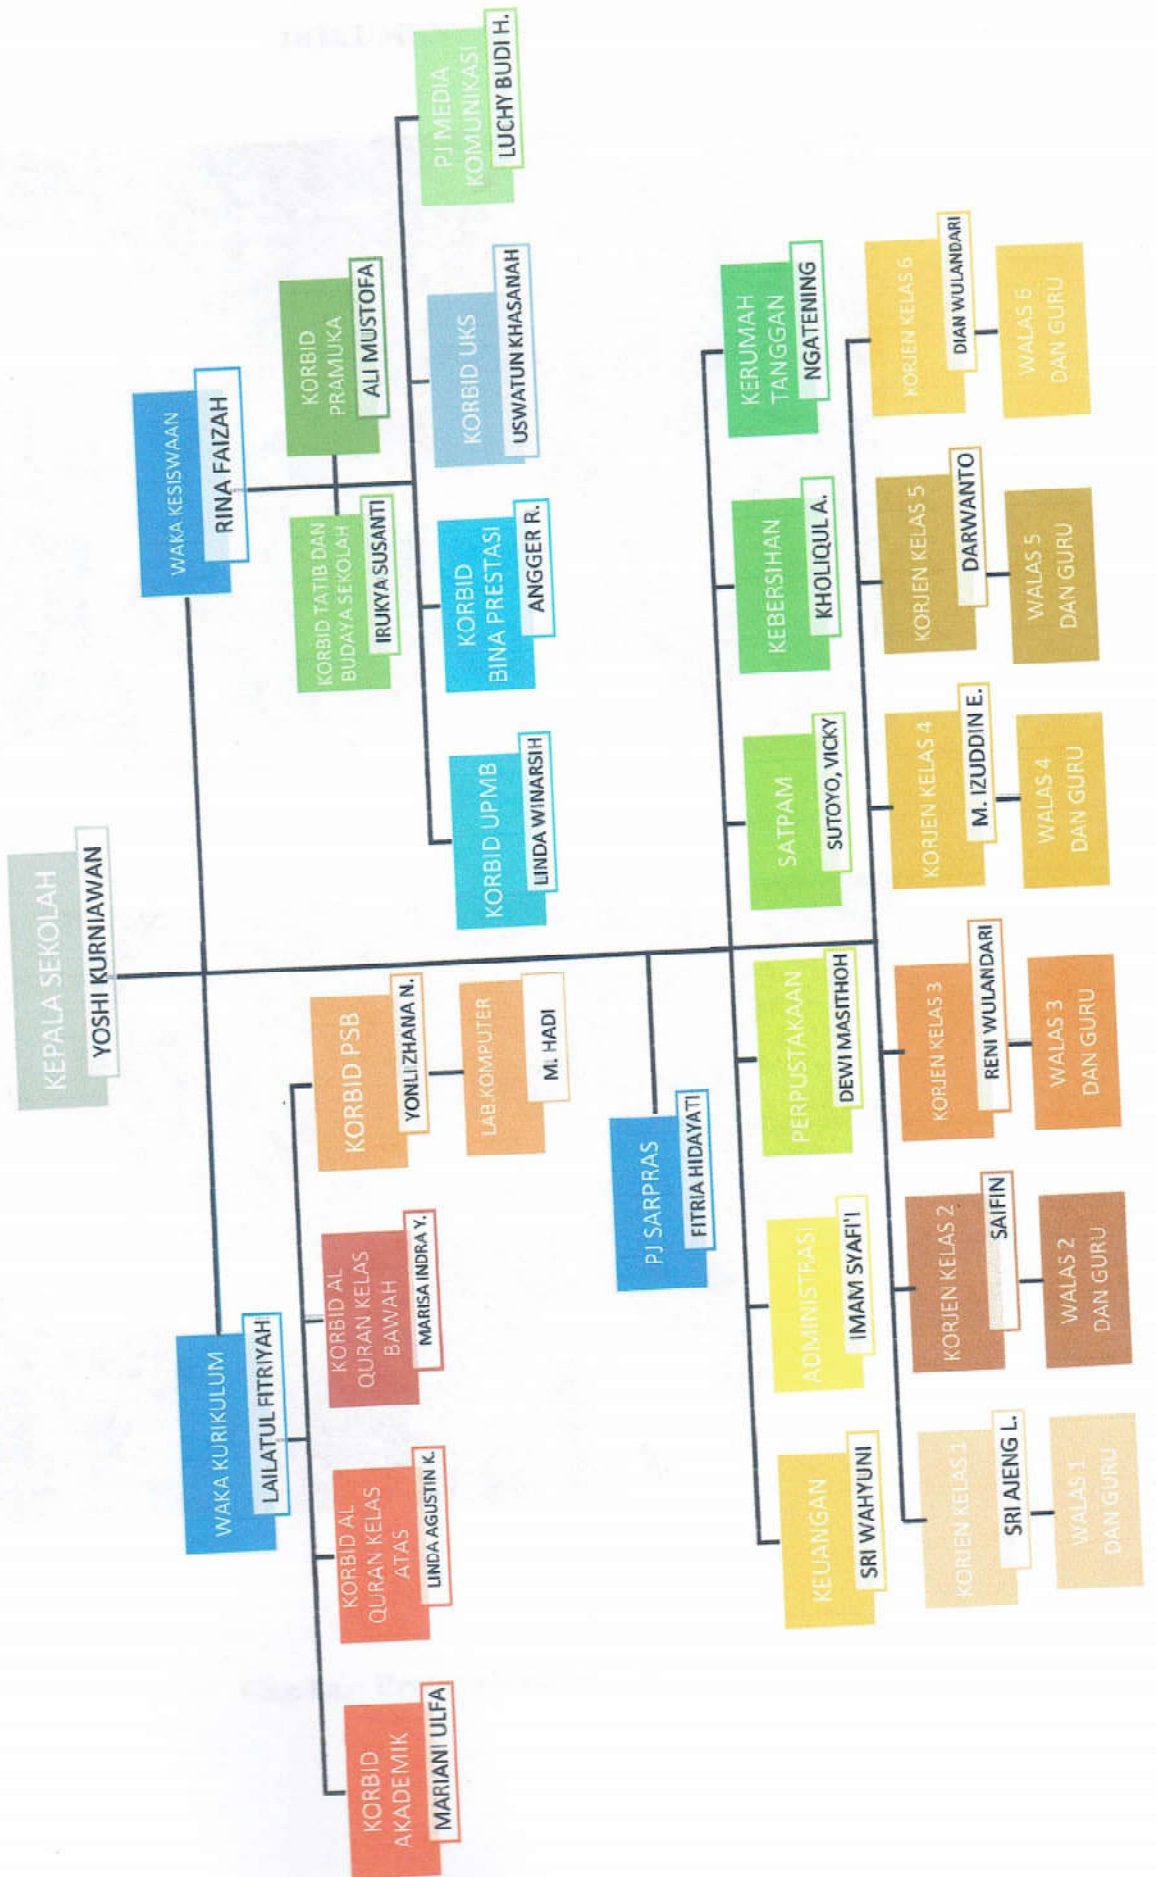 KEPALA SEKOLAH
YOSHI KURNIAWAN
WAKA KURIKULUM
LAILATUL FITRIYAH
WAKA KESISWAAN
RINA FAIZAH
KORBID
AKADEMIK
MARIANI ULFA
KORBID AL
QURAN KELAS
ATAS
LINDA AGUSTIN K.
KORBID AL
QURAN KELAS
BAWAH
MARISA INDRA Y.
KORBID PSB
YONLIZHANA N.
LAB.KOMPUTER
M. HADI
KORBID TATIB DAN
BUDAYA SEKOLAH
IRUKYA SUSANTI
KORBID
PRAMUKA
ALI MUSTOFA
KORBID UPMB
LINDA WINARSIH
KORBID
BINA PRESTASI
ANGGER R.
KORBID UKS
USWATUN KHASANAH
PJ MEDIA
KOMUNIKASI
LUCHY BUDI H.
PJ SARPRAS
FITRIA HIDAYATI
KEUANGAN
SRI WAHYUNI
ADMINISTRASI
IMAM SYAFI'I
PERPUSTAKAAN
DEWI MASITHOH
SATPAM
SUTOYO, VICKY
KEBERSIHAN
KHOLIQUL A.
KERUMAH
TANGGAN
NGATENING
KORJEN KELAS 1
SRI AJENG L.
WALAS 1
DAN GURU
KORJEN KELAS 2
SAIFIN
WALAS 2
DAN GURU
KORJEN KELAS 3
RENI WULANDARI
WALAS 3
DAN GURU
KORJEN KELAS 4
M. IZUDDIN E.
WALAS 4
DAN GURU
KORJEN KELAS 5
DARWANTO
WALAS 5
DAN GURU
KORJEN KELAS 6
DIAN WULANDARI
WALAS 6
DAN GURU